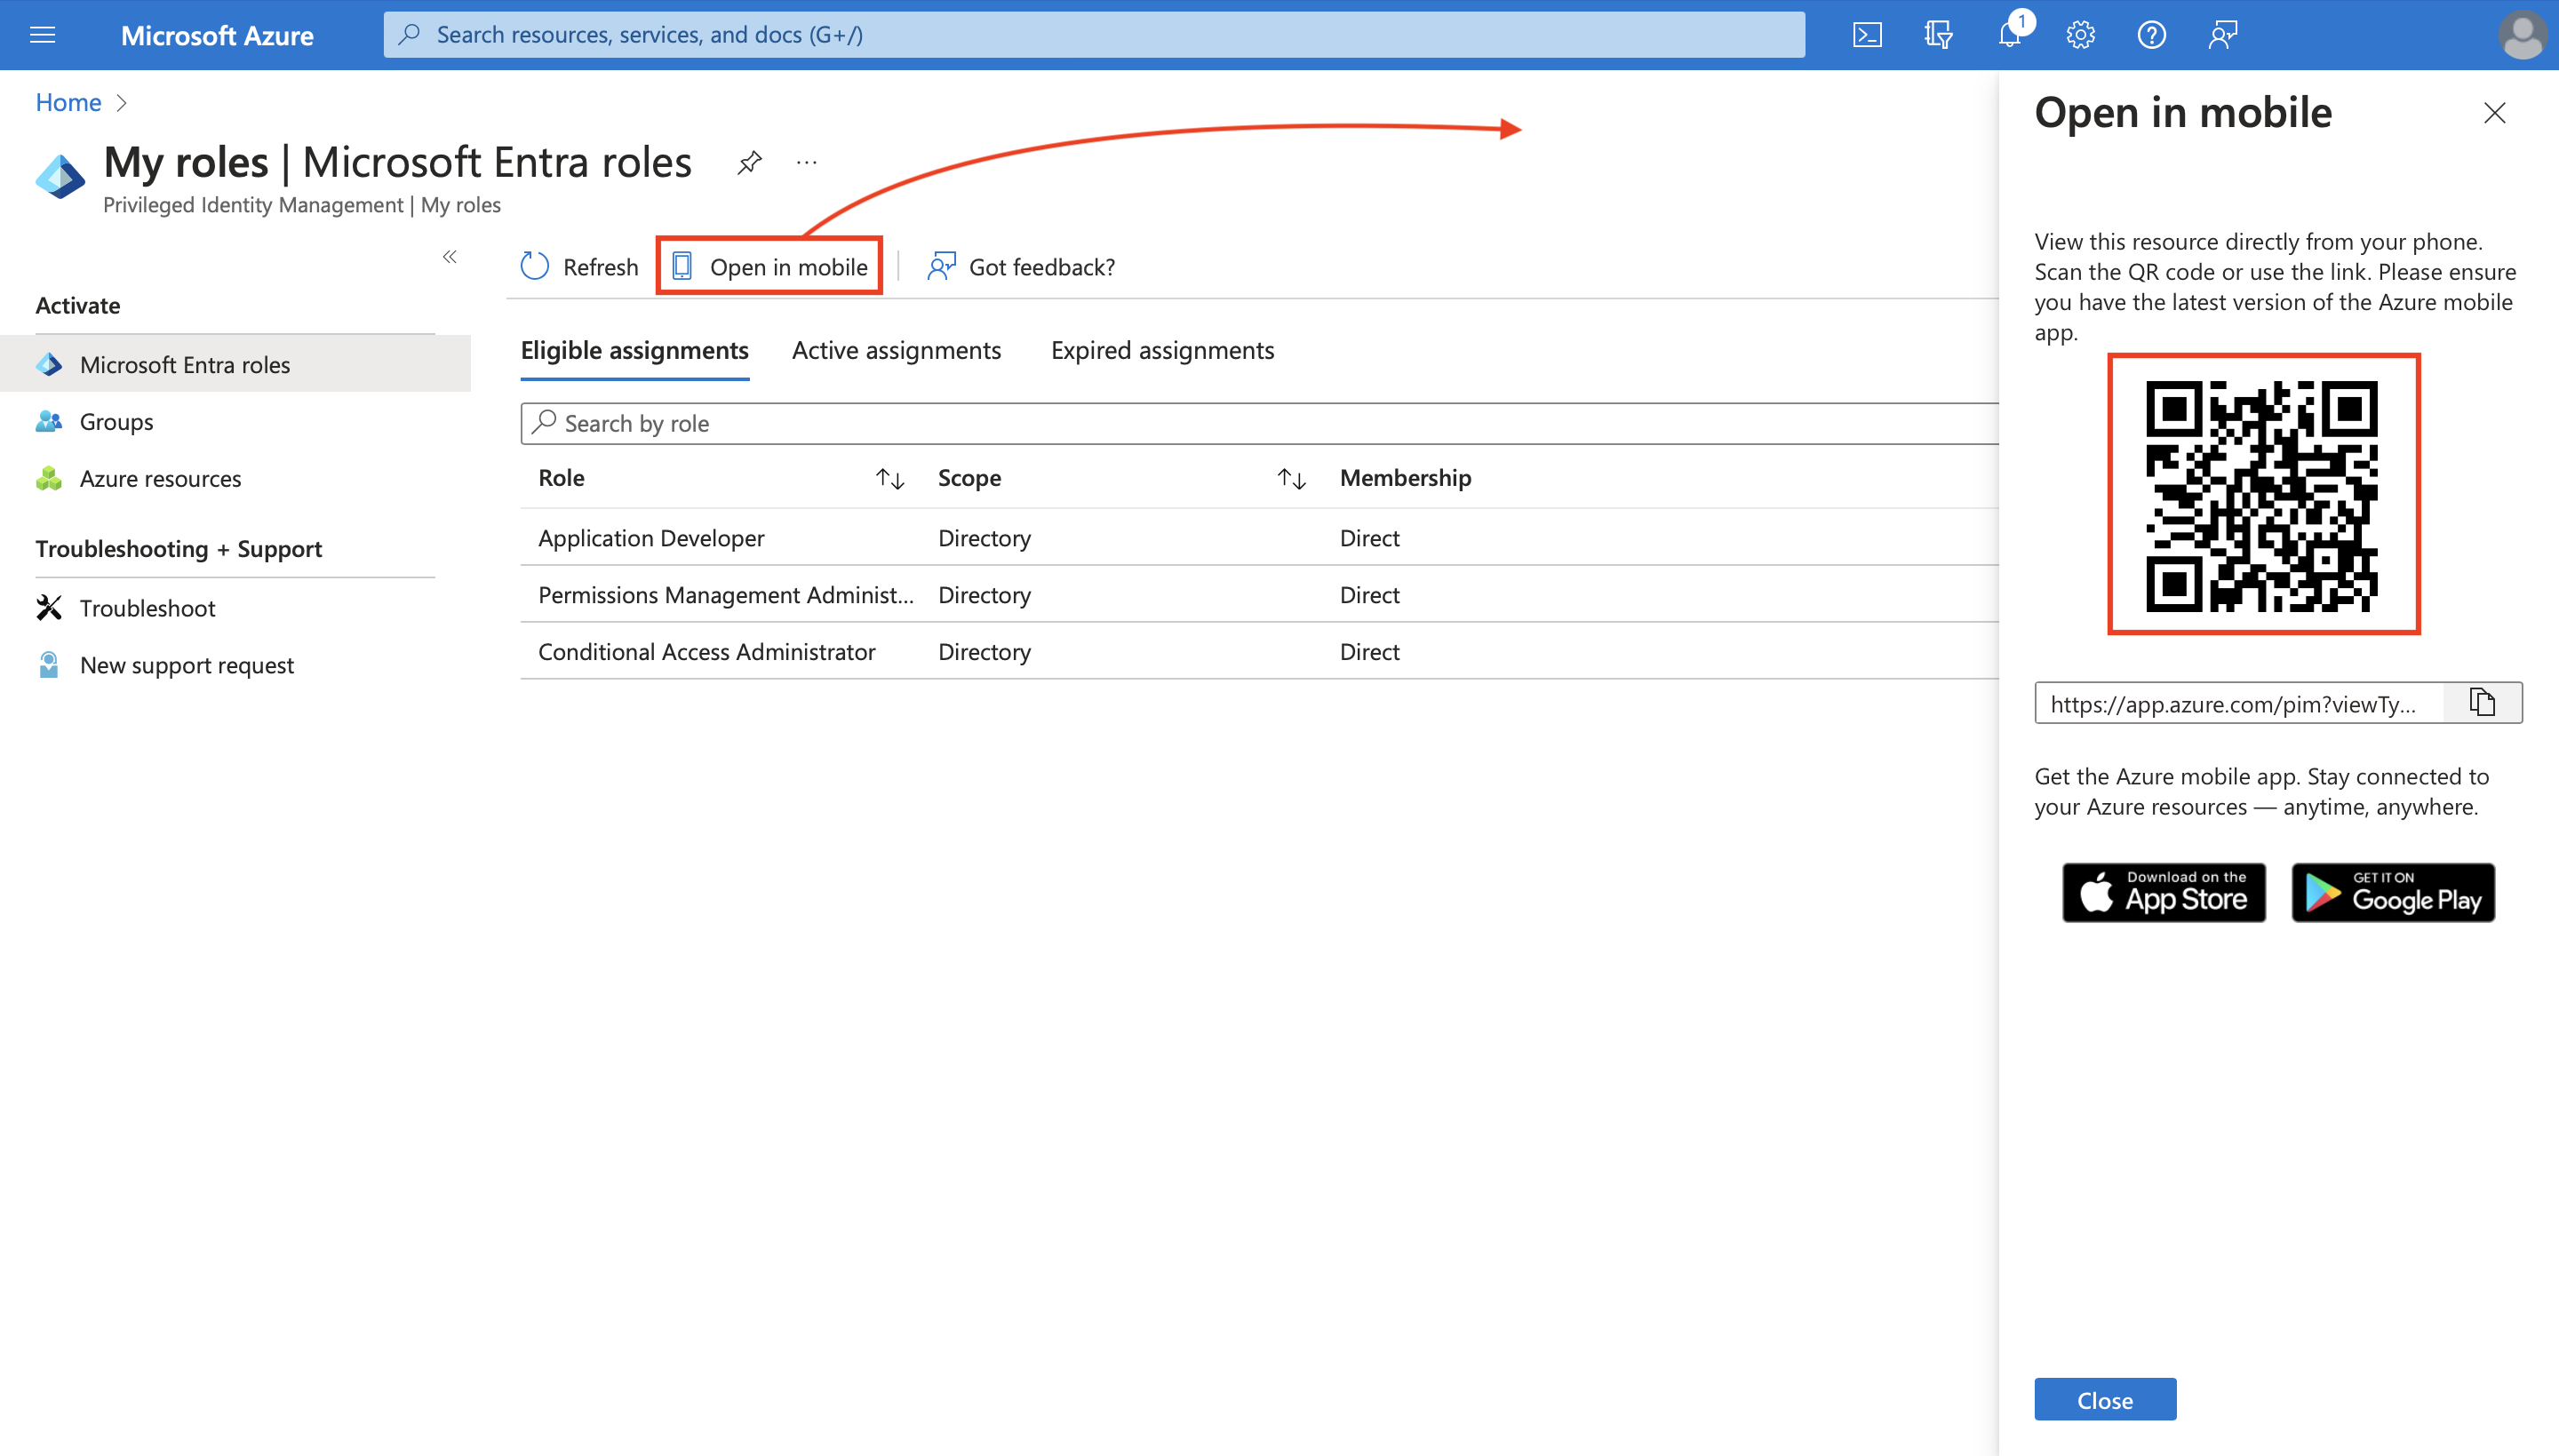 Microsoft Azure
Search resources, services, and docs (G+/)
1
Home
My roles | Microsoft Entra roles
Privileged Identity Management | My roles
Refresh
Open in mobile
Got feedback?
Activate
Microsoft Entra roles
Groups
Azure resources
Troubleshooting + Support
Troubleshoot
New support request
Eligible assignments
Active assignments
Expired assignments
Search by role
Role Scope Membership
Application Developer Directory Direct
Permissions Management Administ... Directory Direct
Conditional Access Administrator Directory Direct
Open in mobile
View this resource directly from your phone.
Scan the QR code or use the link. Please ensure
you have the latest version of the Azure mobile
app.
https://app.azure.com/pim?viewTy...
Get the Azure mobile app. Stay connected to
your Azure resources — anytime, anywhere.
Download on the
App Store
GET IT ON
Google Play
Close